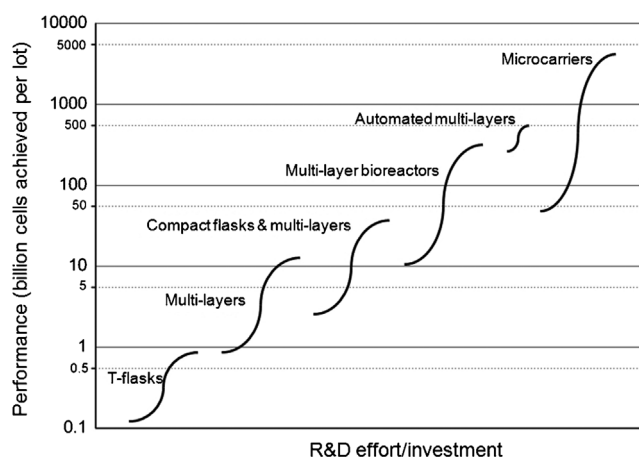 10000
5000
Microcarriers
1000
Automated multi-layers
500
Multi-layer bioreactors
100
50
Compact flasks & multi-layers
10
5
Multi-layers
1
0.5
T-flasks
0.1
Performance (billion cells achieved per lot)
R&D effort/investment